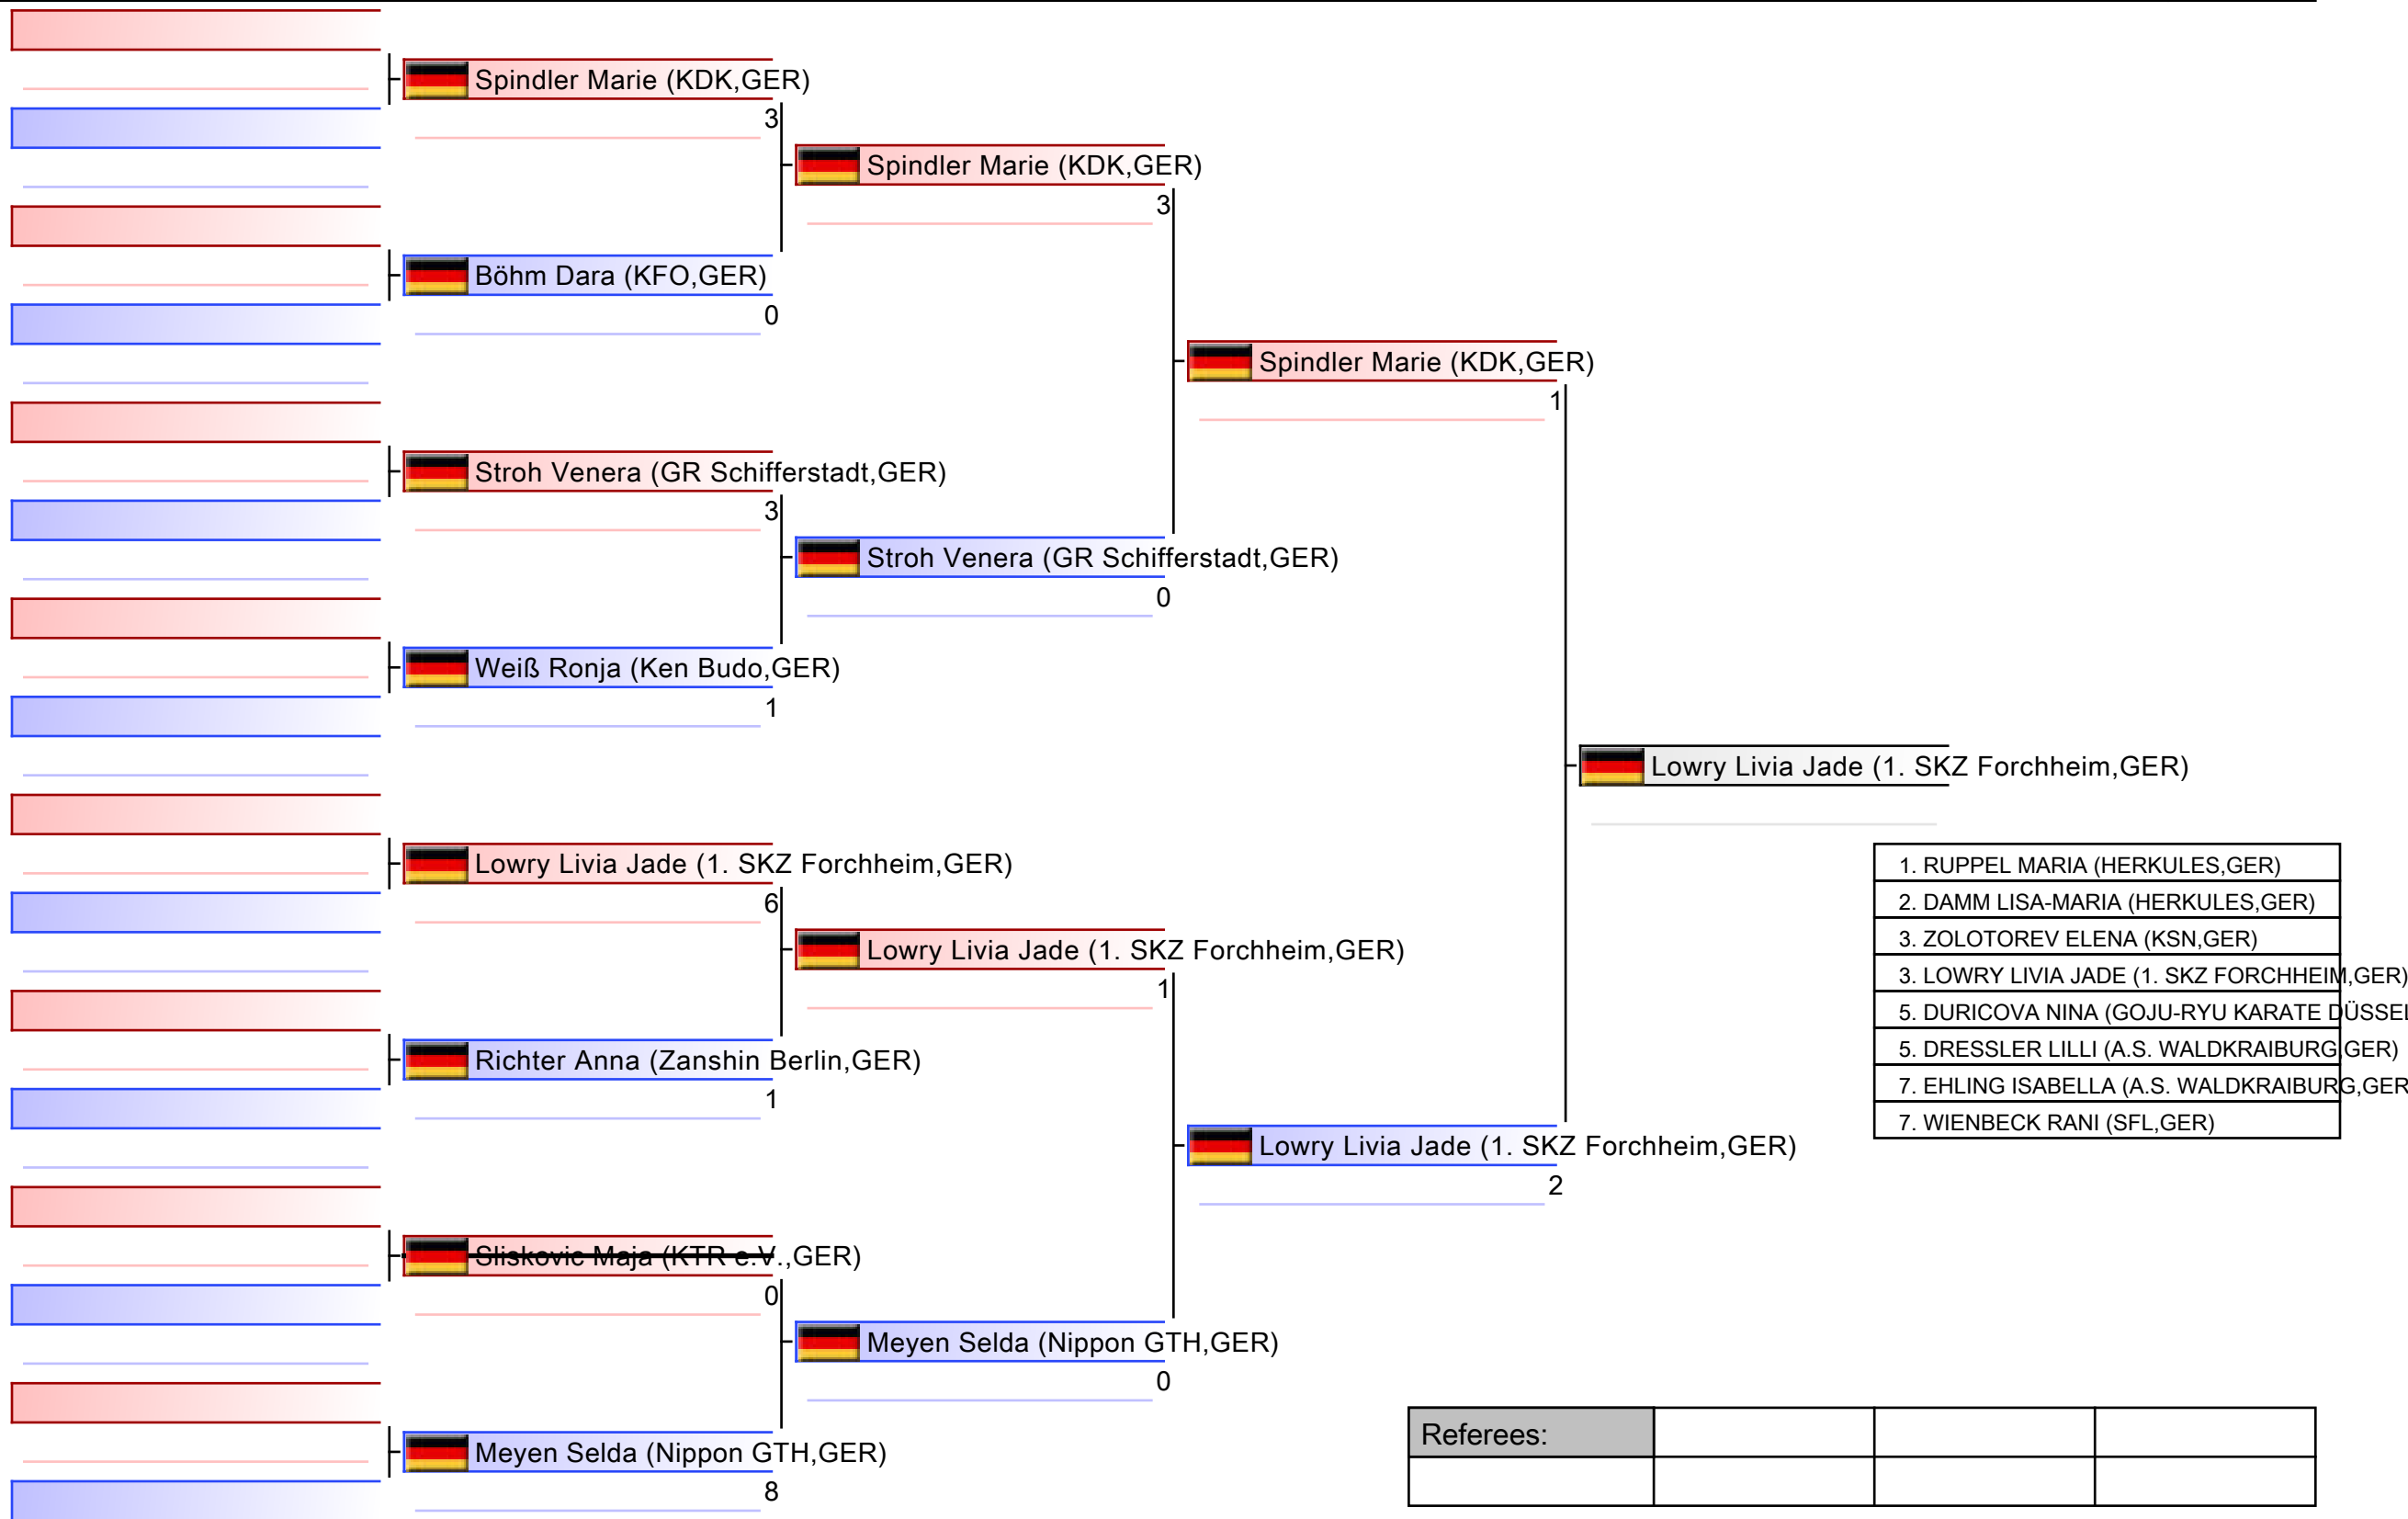 Spindler Marie (KDK,GER)
3
Spindler Marie (KDK,GER)
3
Böhm Dara (KFO,GER)
0
Spindler Marie (KDK,GER)
1
Stroh Venera (GR Schifferstadt,GER)
3
Stroh Venera (GR Schifferstadt,GER)
0
Weiß Ronja (Ken Budo,GER)
1
Lowry Livia Jade (1. SKZ Forchheim,GER)
Lowry Livia Jade (1. SKZ Forchheim,GER)
6
Lowry Livia Jade (1. SKZ Forchheim,GER)
1
Richter Anna (Zanshin Berlin,GER)
1
Lowry Livia Jade (1. SKZ Forchheim,GER)
2
Sliskovic Maja (KTR e.V.,GER)
0
Meyen Selda (Nippon GTH,GER)
0
Meyen Selda (Nippon GTH,GER)
8
1. RUPPEL MARIA (HERKULES,GER)
2. DAMM LISA-MARIA (HERKULES,GER)
3. ZOLOTOREV ELENA (KSN,GER)
3. LOWRY LIVIA JADE (1. SKZ FORCHHEIM,GER)
5. DURICOVA NINA (GOJU-RYU KARATE DÜSSEL
5. DRESSLER LILLI (A.S. WALDKRAIBURG,GER)
7. EHLING ISABELLA (A.S. WALDKRAIBURG,GER
7. WIENBECK RANI (SFL,GER)
Referees: